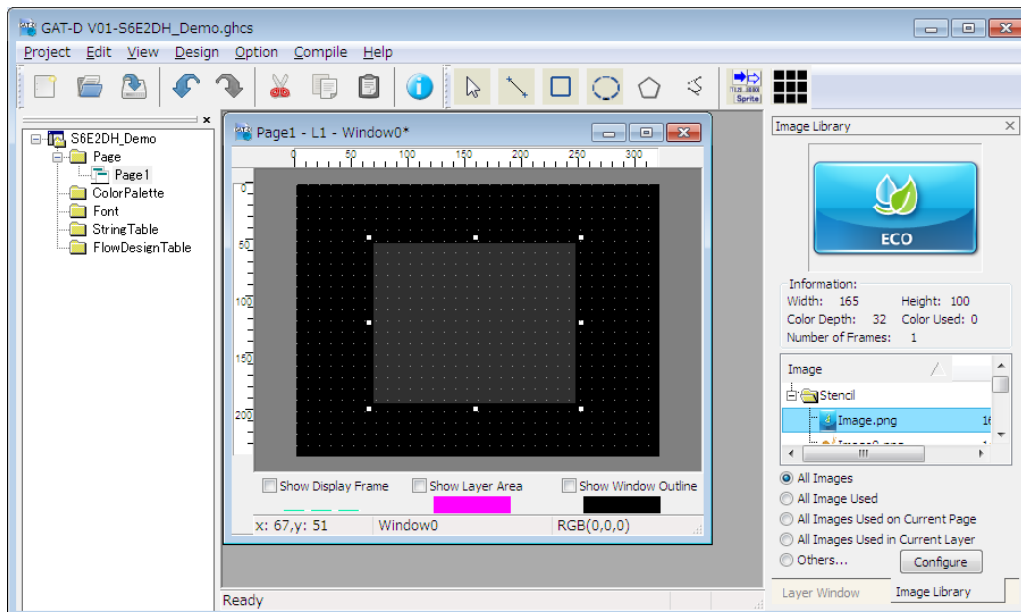 GAT-D V01-S6E2DH_Demo.ghcs
Project Edit View Design Option Compile Help
Sprite
S6E2DH_Demo
Page
Page1
ColorPalette
Font
StringTable
FlowDesignTable
Page1 - L1 - Window0*
0 50 100 150 200 250 300
0
50
100
150
200
Show Display Frame Show Layer Area Show Window Outline
x: 67,y: 51 Window0 RGB(0,0,0)
Ready
Image Library
ECO
Information:
Width: 165 Height: 100
Color Depth: 32 Color Used: 0
Number of Frames: 1
Image
Stencil
Image.png
All Images
All Image Used
All Images Used on Current Page
All Images Used in Current Layer
Others... Configure
Layer Window Image Library